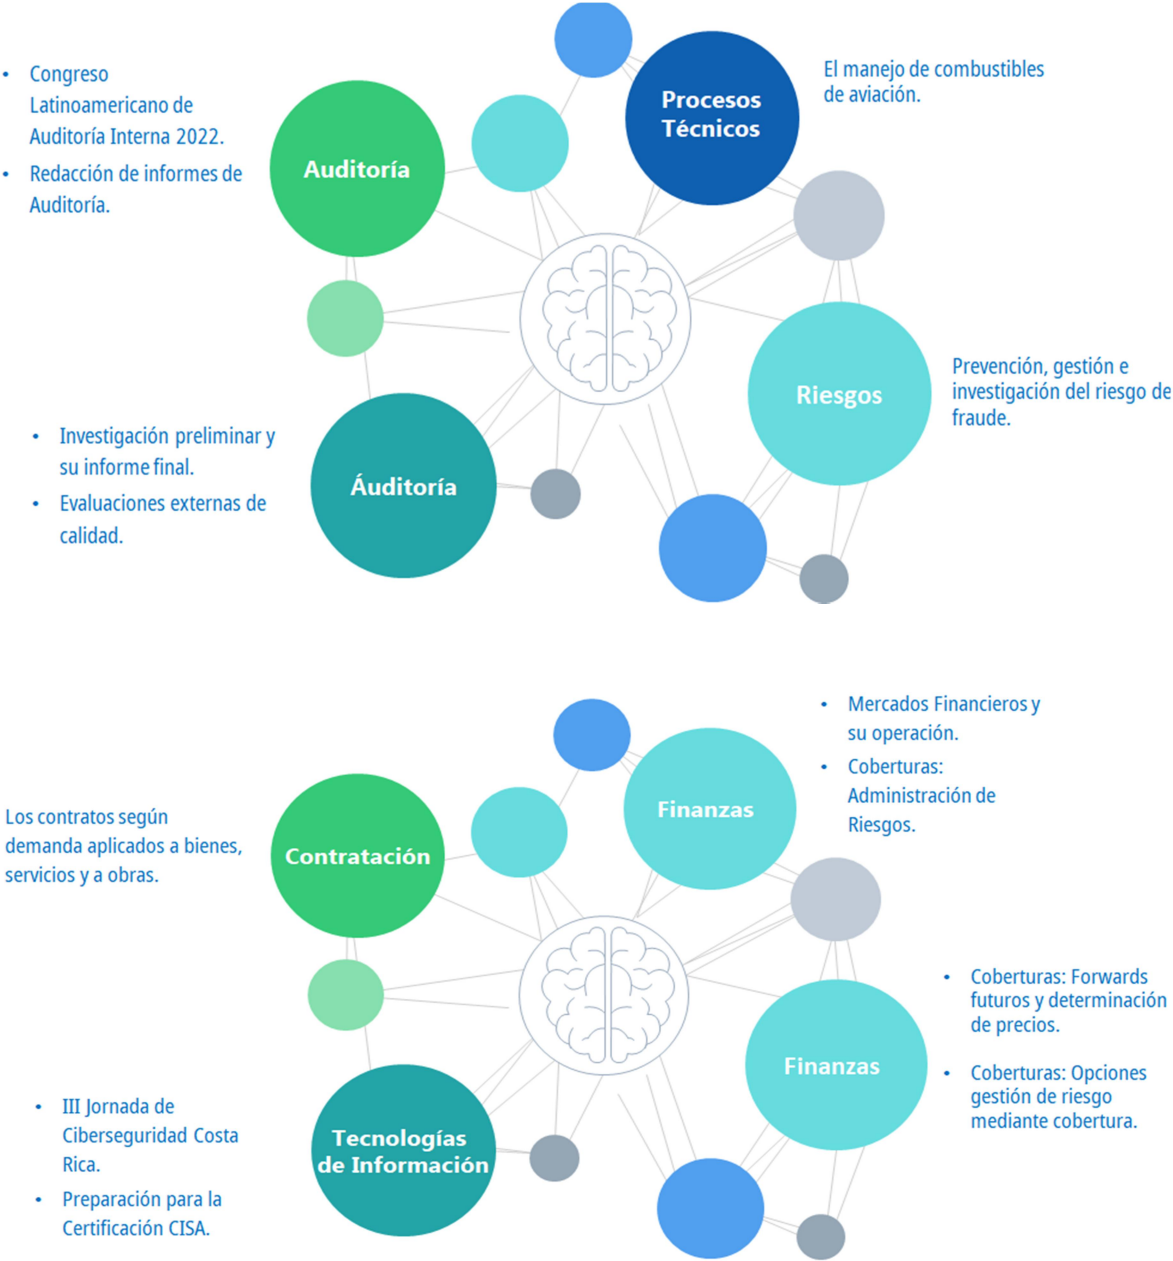 • Congreso
Latinoamericano de
Auditoría Interna 2022.
• Redacción de informes de
Auditoría.
Auditoría
Procesos
Técnicos
El manejo de combustibles
de aviación.
Riesgos
Prevención, gestión e
investigación del riesgo de
fraude.
• Investigación preliminar y
su informe final.
• Evaluaciones externas de
calidad.
Áuditoría
• Mercados Financieros y
su operación.
• Coberturas:
Administración de
Riesgos.
Finanzas
Los contratos según
demanda aplicados a bienes,
servicios y a obras.
Contratación
• Coberturas: Forwards
futuros y determinación
de precios.
• Coberturas: Opciones
gestión de riesgo
mediante cobertura.
Finanzas
• III Jornada de
Ciberseguridad Costa
Rica.
• Preparación para la
Certificación CISA.
Tecnologías
de Información